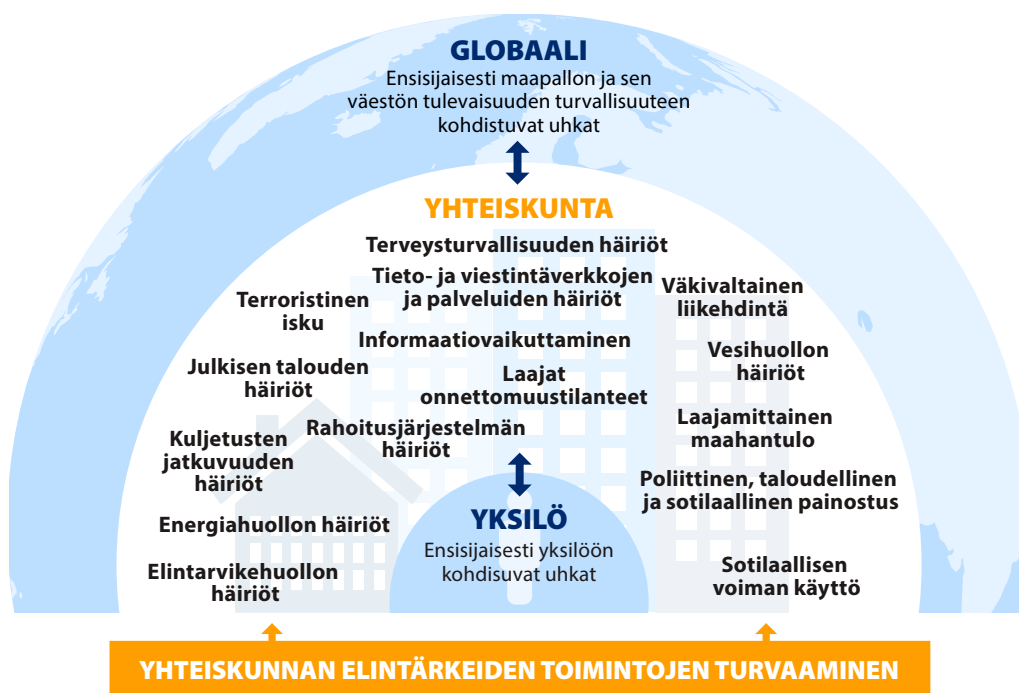 GLOBAALI
Ensisijaisesti maapallon ja sen
väestön tulevaisuuden turvallisuuteen
kohdistuvat uhkat
YHTEISKUNTA
Terveysturvallisuuden häiriöt
Tieto- ja viestintäverkkojen
ja palveluiden häiriöt
Väkivaltainen
liikehdintä
Terroristinen
isku
Informaatiovaikuttaminen
Vesihuollon
häiriöt
Julkisen talouden
häiriöt
Laajat
onnettomuustilanteet
Laajamittainen
maahantulo
Rahoitusjärjestelmän
häiriöt
Kuljetusten
jatkuvuuden
häiriöt
Poliittinen, taloudellinen
ja sotilaallinen painostus
YKSILÖ
Ensisijaisesti yksilöön
kohdisuvat uhkat
Energiahuollon häiriöt
Elintarvikehuollon
häiriöt
Sotilaallisen
voiman käyttö
YHTEISKUNNAN ELINTÄRKEIDEN TOIMINTOJEN TURVAAMINEN